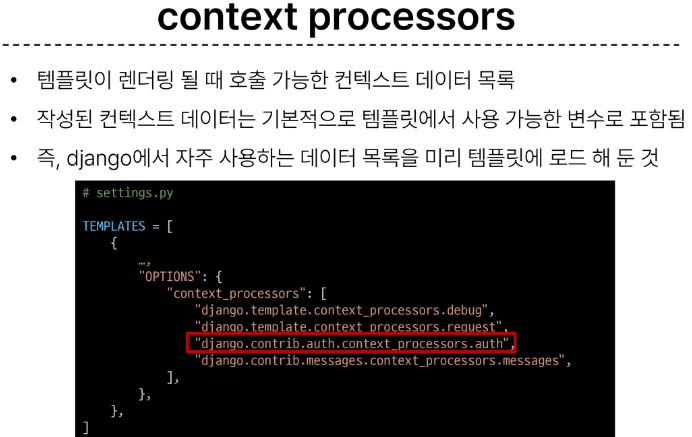 context processors
• 템플릿이 렌더링 될 때 호출 가능한 컨텍스트 데이터 목록
• 작성된 컨텍스트 데이터는 기본적으로 템플릿에서 사용 가능한 변수로 포함됨
• 즉, django에서 자주 사용하는 데이터 목록을 미리 템플릿에 로드 해 둔 것
# settings.py
TEMPLATES = [
{
…,
"OPTIONS": {
"context_processors": [
"django.template.context_processors.debug",
"django.template.context_processors.request",
"django.contrib.auth.context_processors.auth",
"django.contrib.messages.context_processors.messages",
],
},
},
]